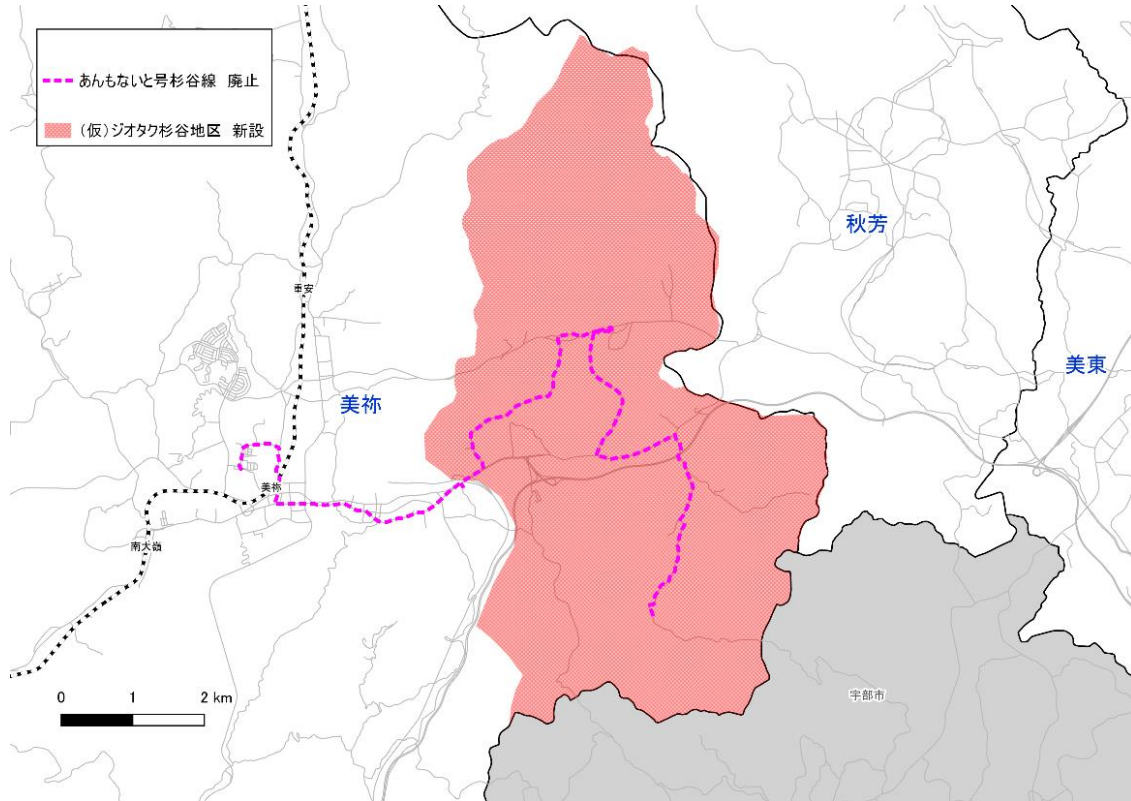 あんもないと号杉谷線 廃止
(仮)ジオタク杉谷地区 新設
秋芳
重安
美東
美祢
美祢
南大嶺
0 1 2 km
宇部市